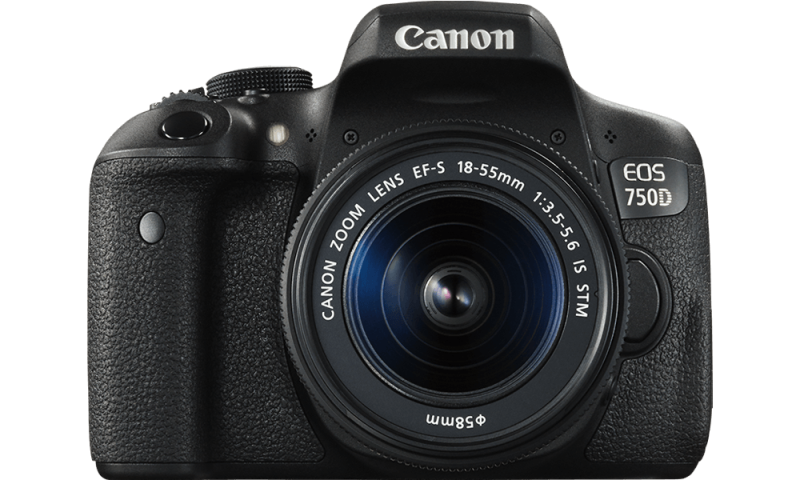 Canon
EOS
750D
CANON ZOOM LENS EF-S 18-55mm 1:3.5-5.6 IS STM
ϕ58mm